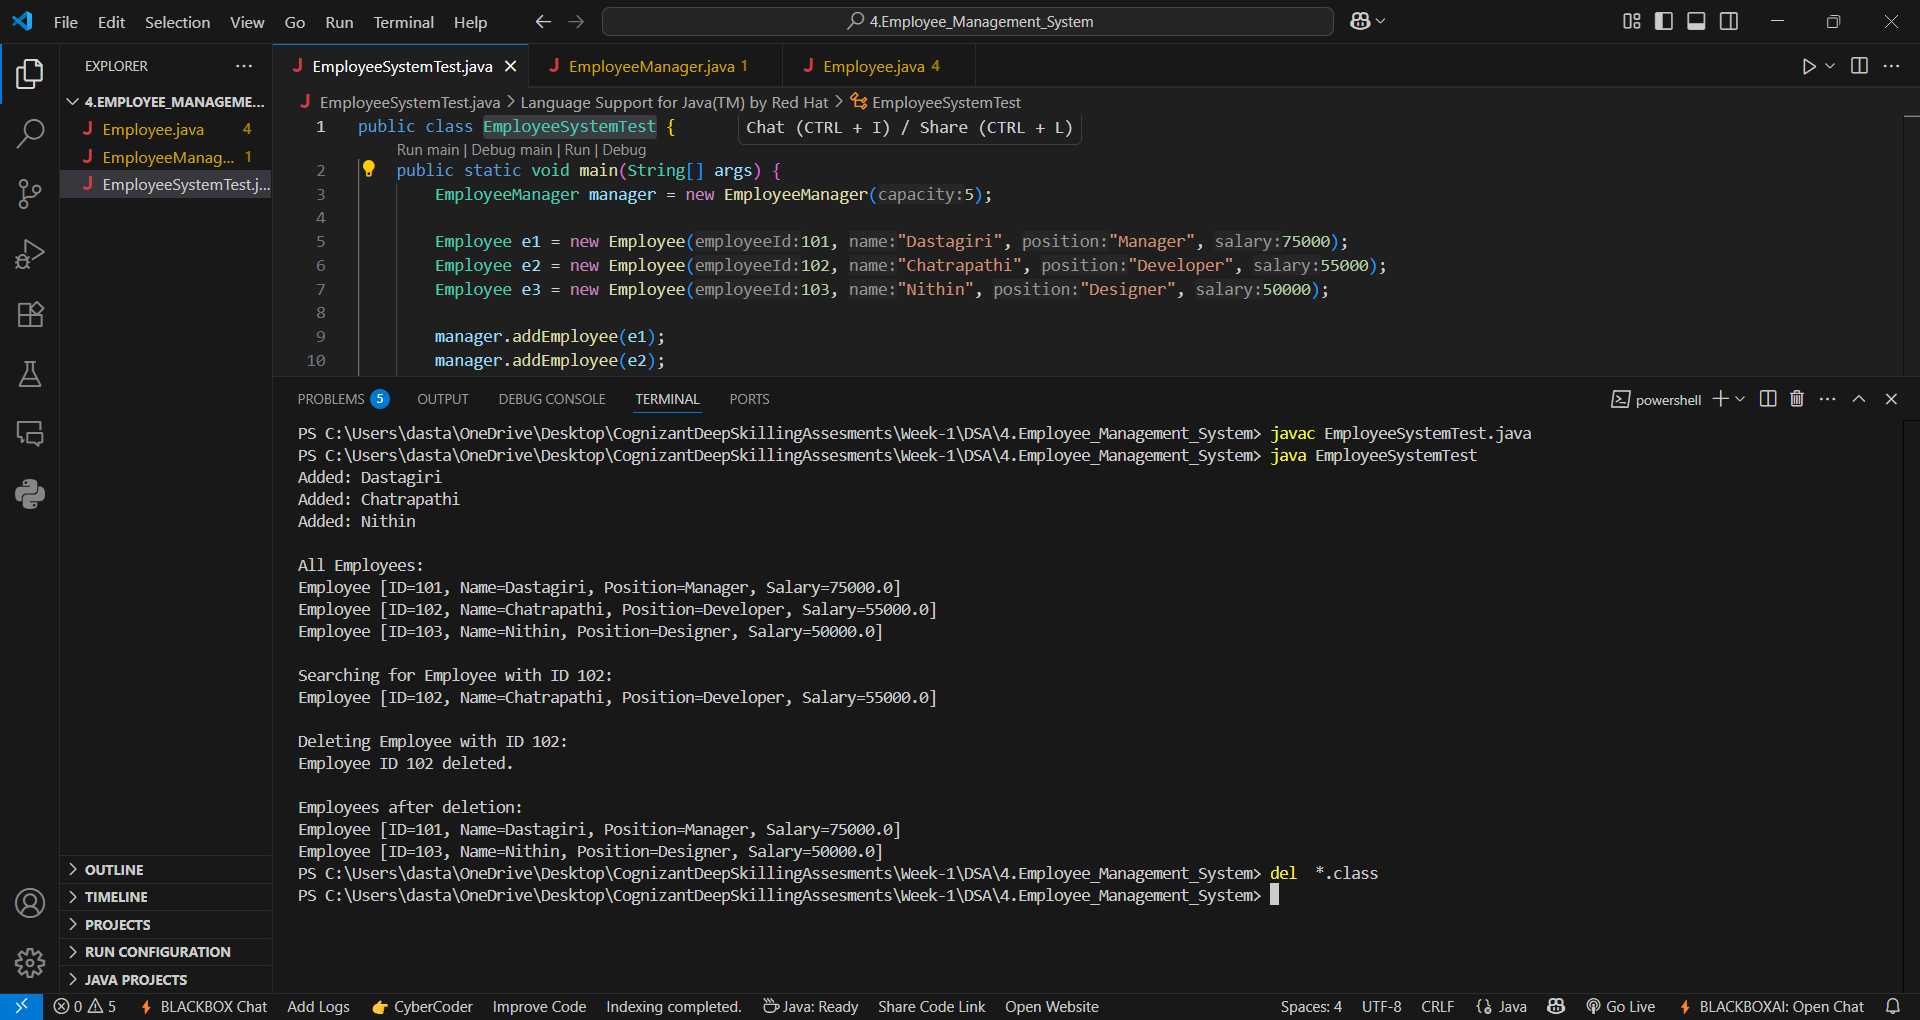 File Edit Selection View Go Run Terminal Help
4.Employee_Management_System
EXPLORER
4.EMPLOYEE_MANAGEME...
Employee.java 4
EmployeeManag... 1
EmployeeSystemTest.j...
OUTLINE
TIMELINE
PROJECTS
RUN CONFIGURATION
JAVA PROJECTS
EmployeeSystemTest.java EmployeeManager.java 1 Employee.java 4
EmployeeSystemTest.java > Language Support for Java(TM) by Red Hat > EmployeeSystemTest
1 public class EmployeeSystemTest {
Chat (CTRL + I) / Share (CTRL + L)
Run main | Debug main | Run | Debug
2 public static void main(String[] args) {
3 EmployeeManager manager = new EmployeeManager(capacity:5);
4
5 Employee e1 = new Employee(employeeId:101, name:"Dastagiri", position:"Manager", salary:75000);
6 Employee e2 = new Employee(employeeId:102, name:"Chatrapathi", position:"Developer", salary:55000);
7 Employee e3 = new Employee(employeeId:103, name:"Nithin", position:"Designer", salary:50000);
8
9 manager.addEmployee(e1);
10 manager.addEmployee(e2);
PROBLEMS 5 OUTPUT DEBUG CONSOLE TERMINAL PORTS
powershell
PS C:\Users\dasta\OneDrive\Desktop\CognizantDeepSkillingAssesments\Week-1\DSA\4.Employee_Management_System> javac EmployeeSystemTest.java
PS C:\Users\dasta\OneDrive\Desktop\CognizantDeepSkillingAssesments\Week-1\DSA\4.Employee_Management_System> java EmployeeSystemTest
Added: Dastagiri
Added: Chatrapathi
Added: Nithin
All Employees:
Employee [ID=101, Name=Dastagiri, Position=Manager, Salary=75000.0]
Employee [ID=102, Name=Chatrapathi, Position=Developer, Salary=55000.0]
Employee [ID=103, Name=Nithin, Position=Designer, Salary=50000.0]
Searching for Employee with ID 102:
Employee [ID=102, Name=Chatrapathi, Position=Developer, Salary=55000.0]
Deleting Employee with ID 102:
Employee ID 102 deleted.
Employees after deletion:
Employee [ID=101, Name=Dastagiri, Position=Manager, Salary=75000.0]
Employee [ID=103, Name=Nithin, Position=Designer, Salary=50000.0]
PS C:\Users\dasta\OneDrive\Desktop\CognizantDeepSkillingAssesments\Week-1\DSA\4.Employee_Management_System> del  *.class
PS C:\Users\dasta\OneDrive\Desktop\CognizantDeepSkillingAssesments\Week-1\DSA\4.Employee_Management_System>
0 5 BLACKBOX Chat Add Logs CyberCoder Improve Code Indexing completed. Java: Ready Share Code Link Open Website Spaces: 4 UTF-8 CRLF Java Go Live BLACKBOXAI: Open Chat